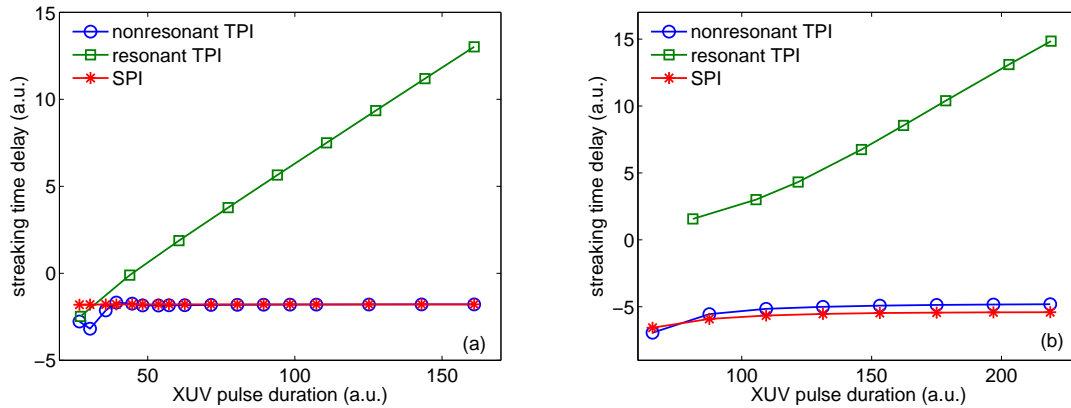 15
10
5
0
−5
streaking time delay (a.u.)
nonresonant TPI
resonant TPI
SPI
(a)
50
100
150
XUV pulse duration (a.u.)
15
10
5
0
−5
streaking time delay (a.u.)
nonresonant TPI
resonant TPI
SPI
(b)
100
150
200
XUV pulse duration (a.u.)